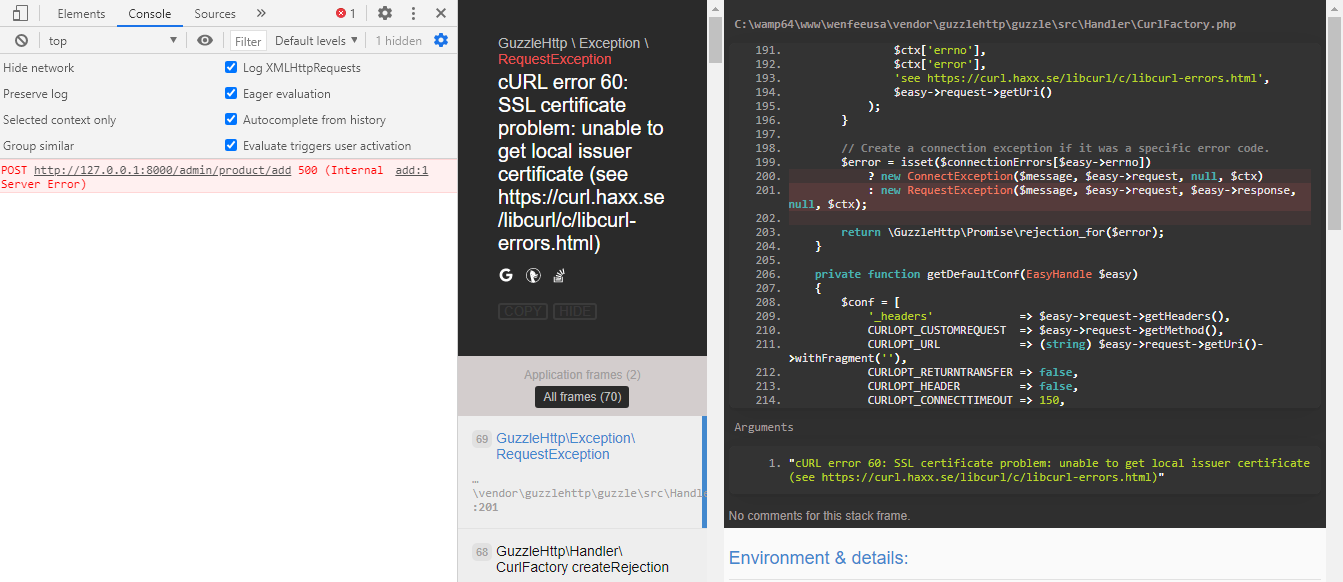 Elements Console Sources » 1
top Filter Default levels ▼ 1 hidden
Hide network Log XMLHttpRequests
Preserve log Eager evaluation
Selected context only Autocomplete from history
Group similar Evaluate triggers user activation
POST http://127.0.0.1:8000/admin/product/add 500 (Internal add:1
Server Error)
GuzzleHttp \ Exception \
RequestException
cURL error 60:
SSL certificate
problem: unable to
get local issuer
certificate (see
https://curl.haxx.se
/libcurl/c/libcurl-
errors.html)
COPY HIDE
Application frames (2)
All frames (70)
69 GuzzleHttp\Exception\
RequestException
…
\vendor\guzzlehttp\guzzle\src\Handle
:201
68 GuzzleHttp\Handler\
CurlFactory createRejection
C:\wamp64\www\wenfeeusa\vendor\guzzlehttp\guzzle\src\Handler\CurlFactory.php
191. $ctx['errno'],
192. $ctx['error'],
193. 'see https://curl.haxx.se/libcurl/c/libcurl-errors.html',
194. $easy->request->getUri()
195. );
196. }
197.
198. // Create a connection exception if it was a specific error code.
199. $error = isset($connectionErrors[$easy->errno])
200. ? new ConnectException($message, $easy->request, null, $ctx)
201. : new RequestException($message, $easy->request, $easy->response,
null, $ctx);
202.
203. return \GuzzleHttp\Promise\rejection_for($error);
204. }
205.
206. private function getDefaultConf(EasyHandle $easy)
207. {
208. $conf = [
209. '_headers' => $easy->request->getHeaders(),
210. CURLOPT_CUSTOMREQUEST => $easy->request->getMethod(),
211. CURLOPT_URL => (string) $easy->request->getUri()-
>withFragment(''),
212. CURLOPT_RETURNTRANSFER => false,
213. CURLOPT_HEADER => false,
214. CURLOPT_CONNECTTIMEOUT => 150,
Arguments
1. "cURL error 60: SSL certificate problem: unable to get local issuer certificate
(see https://curl.haxx.se/libcurl/c/libcurl-errors.html)"
No comments for this stack frame.
Environment & details: